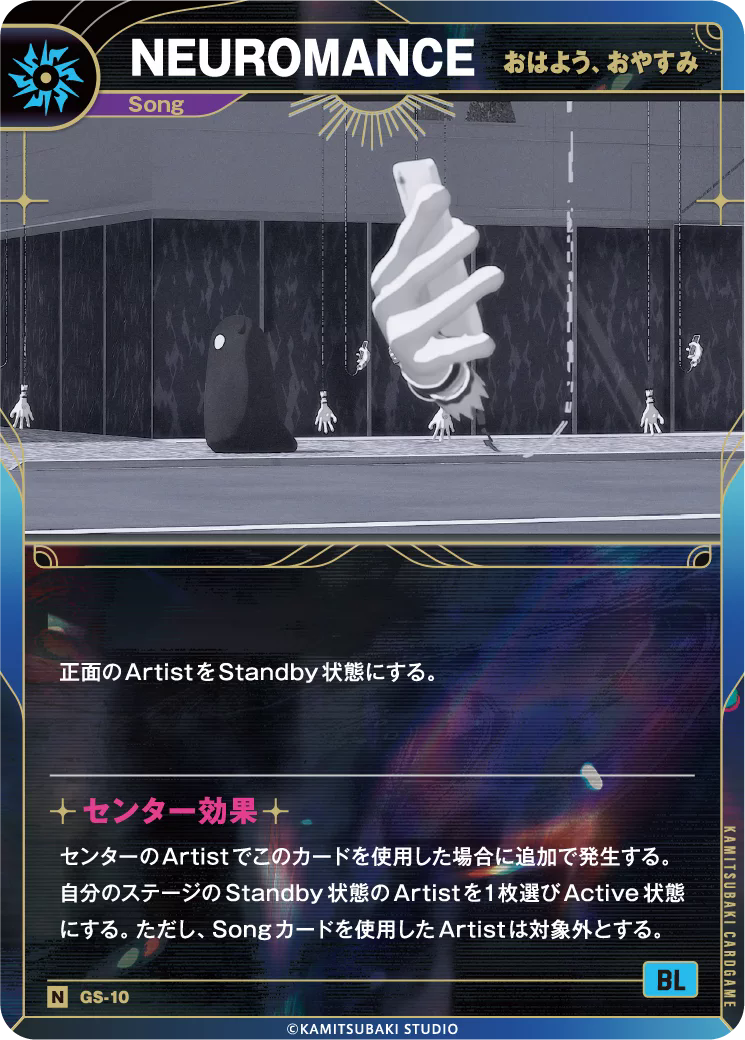 NEUROMANCE おはよう、おやすみ
Song
正面のArtistをStandby状態にする。
センター効果
センターのArtistでこのカードを使用した場合に追加で発生する。
自分のステージのStandby状態のArtistを1枚選びActive状態
にする。ただし、Songカードを使用したArtistは対象外とする。
KAMITSUBAKI CARDGAME
BL
N GS-10
©KAMITSUBAKI STUDIO